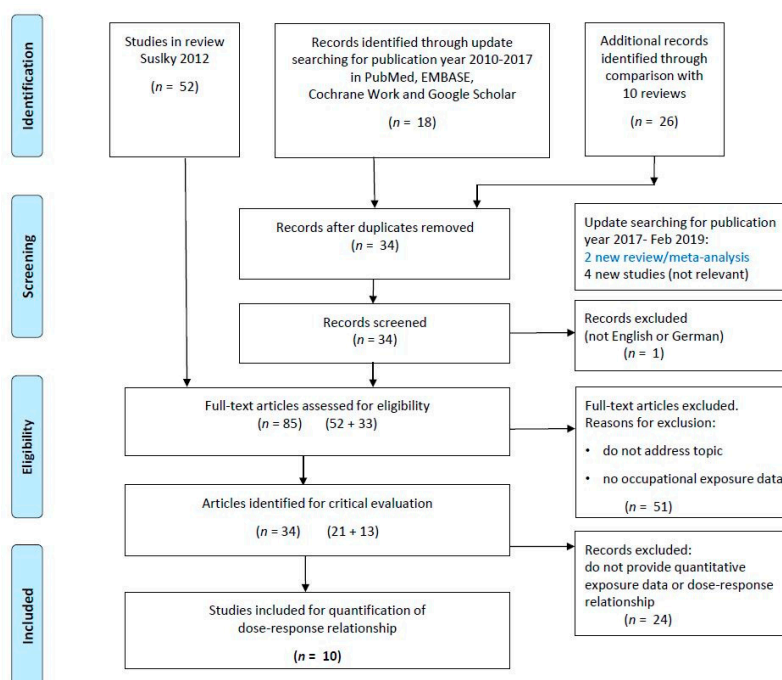 Identification
Studies in review
Suslky 2012
(n = 52)
Records identified through update
searching for publication year 2010-2017
in PubMed, EMBASE,
Cochrane Work and Google Scholar
(n = 18)
Additional records
identified through
comparison with
10 reviews
(n = 26)
Screening
Records after duplicates removed
(n = 34)
Update searching for publication
year 2017- Feb 2019:
2 new review/meta-analysis
4 new studies (not relevant)
Records screened
(n = 34)
Records excluded
(not English or German)
(n = 1)
Eligibility
Full-text articles assessed for eligibility
(n = 85) (52 + 33)
Full-text articles excluded.
Reasons for exclusion:
• do not address topic
• no occupational exposure data
(n = 51)
Articles identified for critical evaluation
(n = 34) (21 + 13)
Included
Records excluded:
do not provide quantitative
exposure data or dose-response
relationship
(n = 24)
Studies included for quantification of
dose-response relationship
(n = 10)